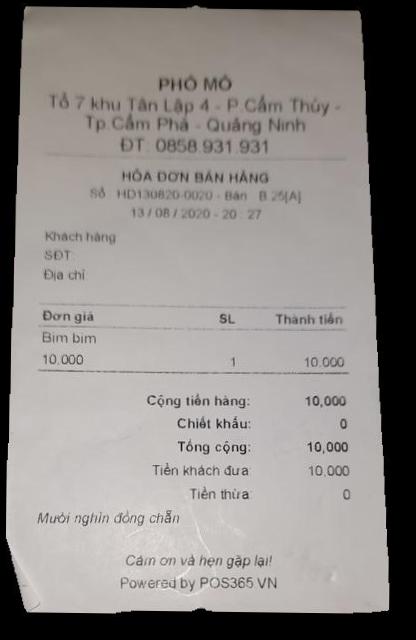 PHỐ MỎ
Tổ 7 khu Tân Lập 4 - P.Cẩm Thủy -
Tp.Cẩm Phả - Quảng Ninh
ĐT: 0858.931.931
HÓA ĐƠN BÁN HÀNG
Số: HD130820-0020 - Bàn : B.25[A]
13 / 08 / 2020 - 20 : 27
Khách hàng
SĐT:
Địa chỉ
Đơn giá SL Thành tiền
Bim bim
10,000 1 10,000
Cộng tiền hàng: 10,000
Chiết khấu: 0
Tổng cộng: 10,000
Tiền khách đưa: 10,000
Tiền thừa: 0
Mười nghìn đồng chẵn
Cảm ơn và hẹn gặp lại!
Powered by POS365.VN